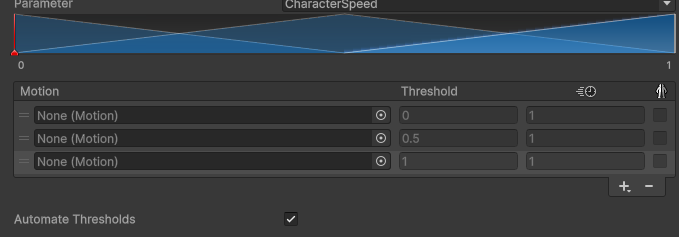 Parameter CharacterSpeed
0 1
Motion Threshold
None (Motion) 0 1
None (Motion) 0.5 1
None (Motion) 1 1
Automate Thresholds